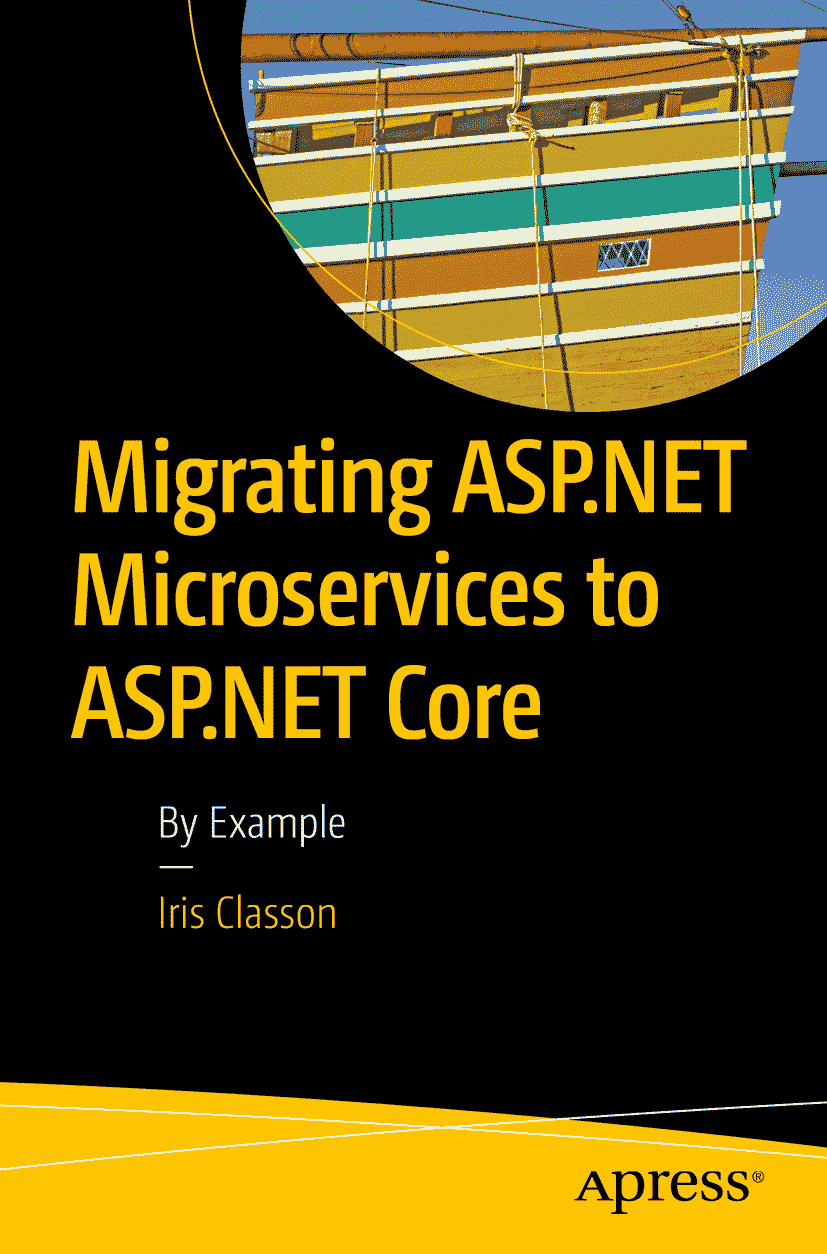 Migrating ASP.NET
Microservices to
ASP.NET Core
By Example
Iris Classon
Apress®